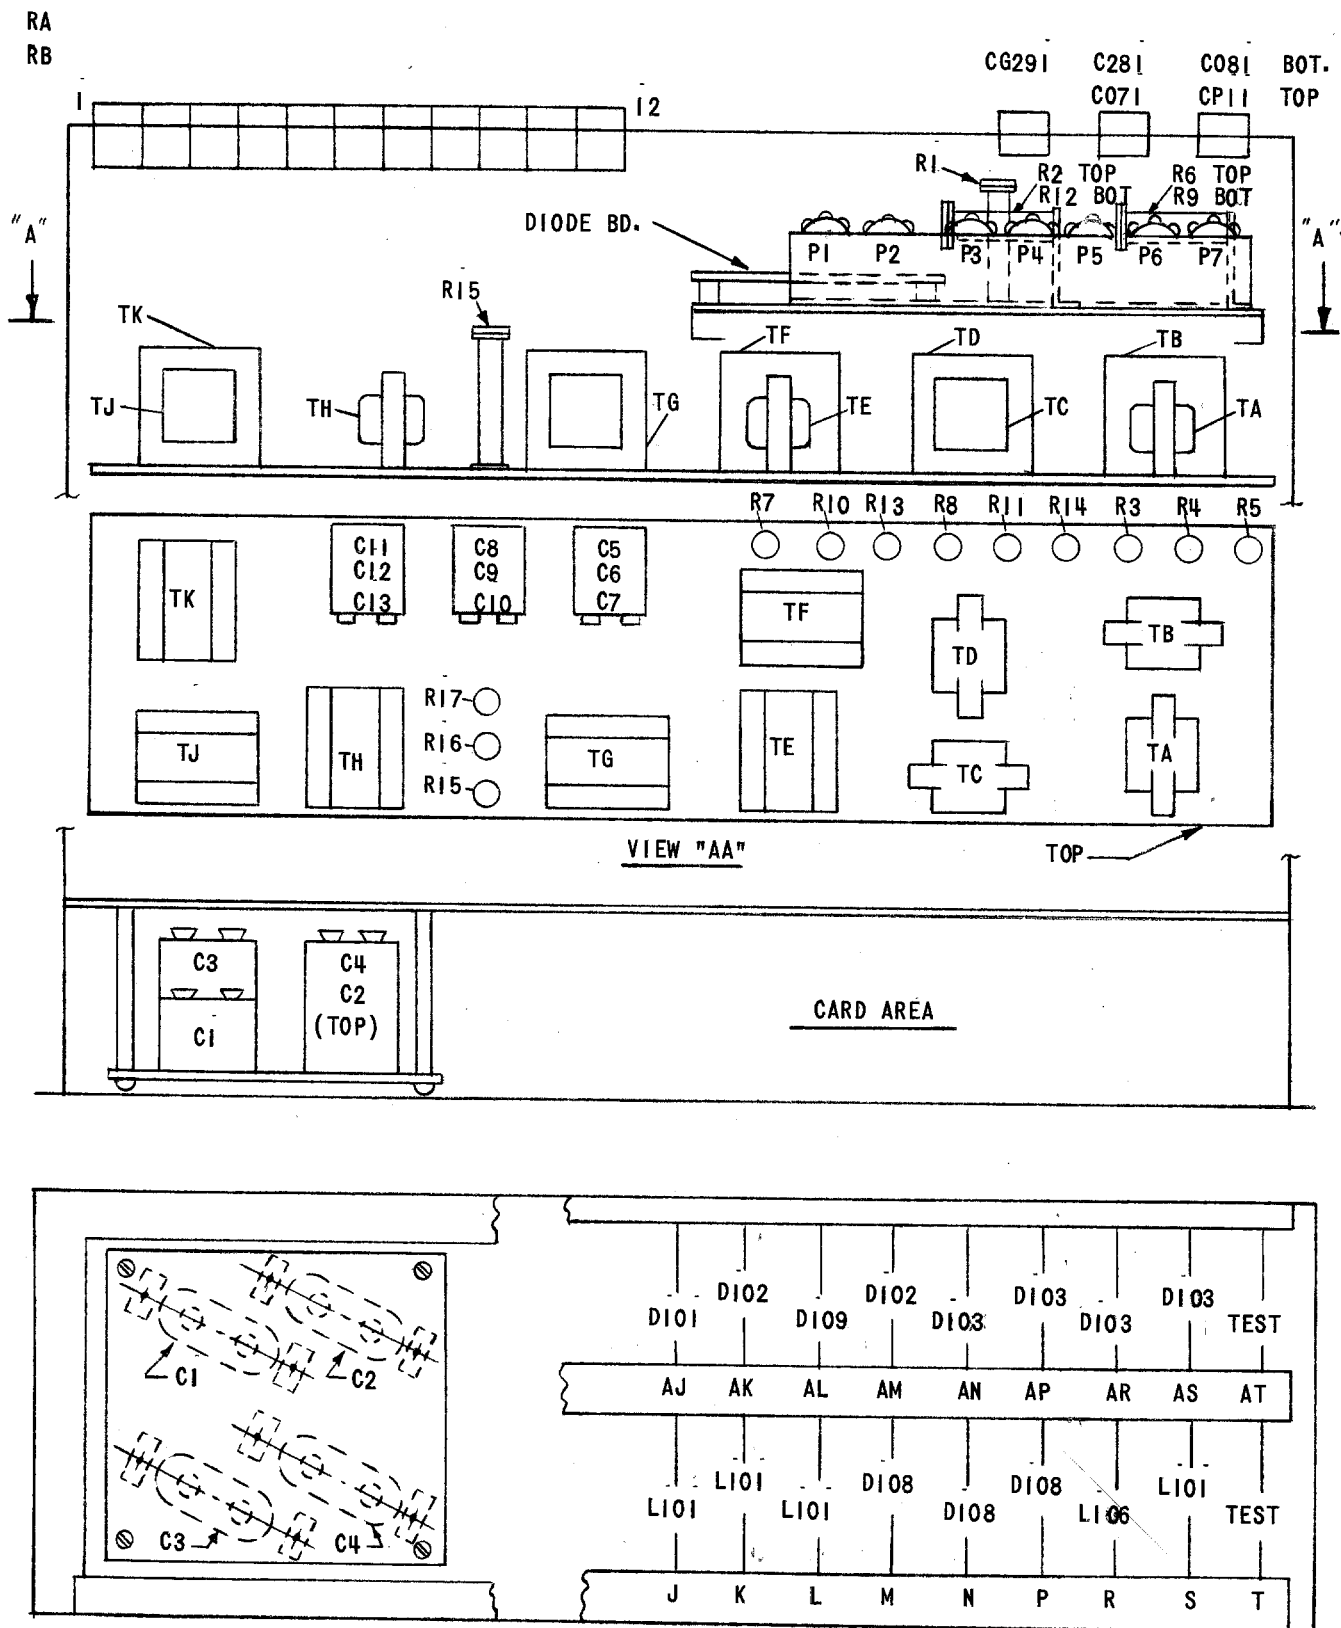 RA
RB
CG291 C281 C081 BOT.
C071 CP11 TOP
1 12
R1 R2 TOP R6 TOP
R12 BOT R9 BOT
"A" DIODE BD. "A"
P1 P2 P3 P4 P5 P6 P7
R15
TK TF TD TB
TJ TH TG TE TC TA
R7 R10 R13 R8 R11 R14 R3 R4 R5
C11 C8 C5
C12 C9 C6
C13 C10 C7
TK TF TD TB
R17
R16
R15
TJ TH TG TE TC TA
VIEW "AA" TOP
C3 C4
C2
(TOP)
C1
CARD AREA
D102 D102 D103 D103
D101 D109 D103 D103 TEST
C1 C2
AJ AK AL AM AN AP AR AS AT
L101 D108 D108 L101
L101 L101 D108 L106 TEST
C3 C4
J K L M N P R S T